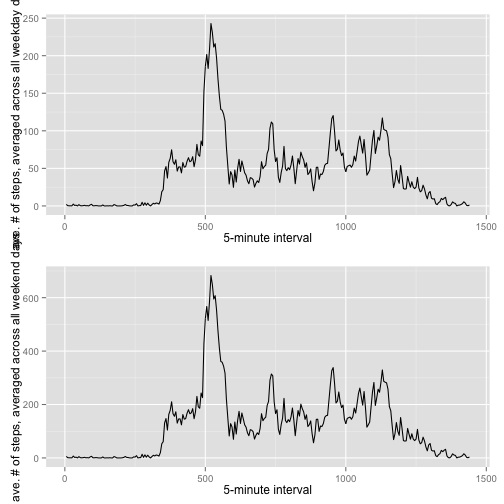 ave. # of steps, averaged across all weekday d
250
200
150
100
50
0
0 500 1000 1500
5-minute interval
ave. # of steps, averaged across all weekend days
600
400
200
0
0 500 1000 1500
5-minute interval